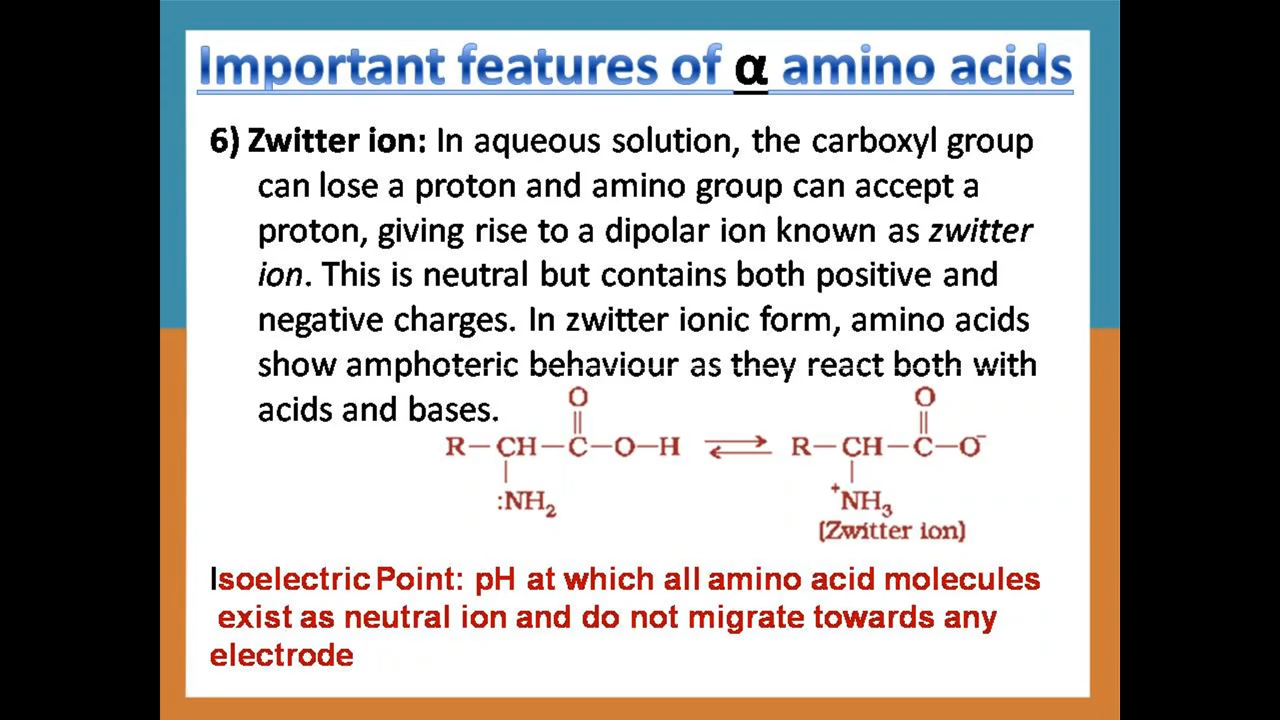 Important features of α amino acids
6) Zwitter ion: In aqueous solution, the carboxyl group
can lose a proton and amino group can accept a
proton, giving rise to a dipolar ion known as zwitter
ion. This is neutral but contains both positive and
negative charges. In zwitter ionic form, amino acids
show amphoteric behaviour as they react both with
acids and bases.
O O
|| ||
R—CH—C—O—H ⇌ R—CH—C—O⁻
| |
:NH₂ ⁺NH₃
(Zwitter ion)
Isoelectric Point: pH at which all amino acid molecules
exist as neutral ion and do not migrate towards any
electrode